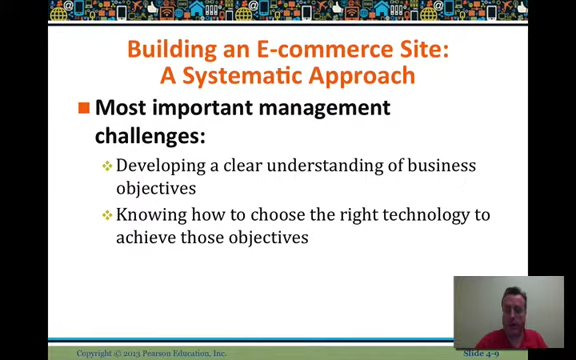 Building an E-commerce Site:
A Systematic Approach
Most important management
challenges:
Developing a clear understanding of business
objectives
Knowing how to choose the right technology to
achieve those objectives
Copyright © 2013 Pearson Education, Inc.
Slide 4-9